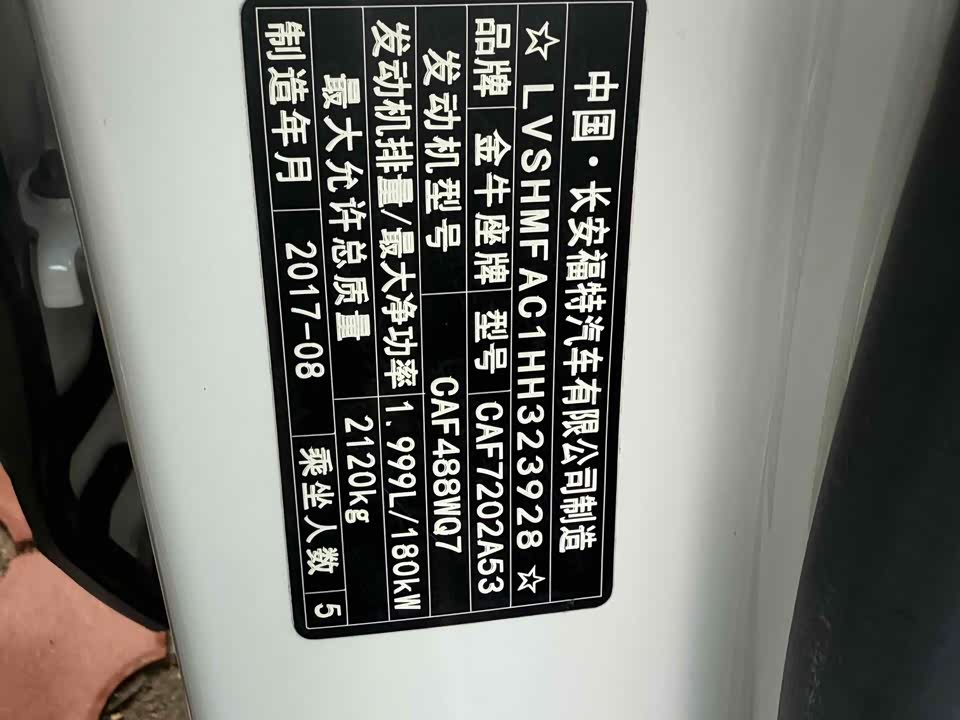 中国·长安福特汽车有限公司制造
☆LVSHMFAC1HH323928☆
品牌 金牛座牌 型号 CAF7202A53
发动机型号 CAF488WQ7
发动机排量/最大净功率 1.999L/180kW
最大允许总质量 2120kg
制造年月 2017-08 乘坐人数 5